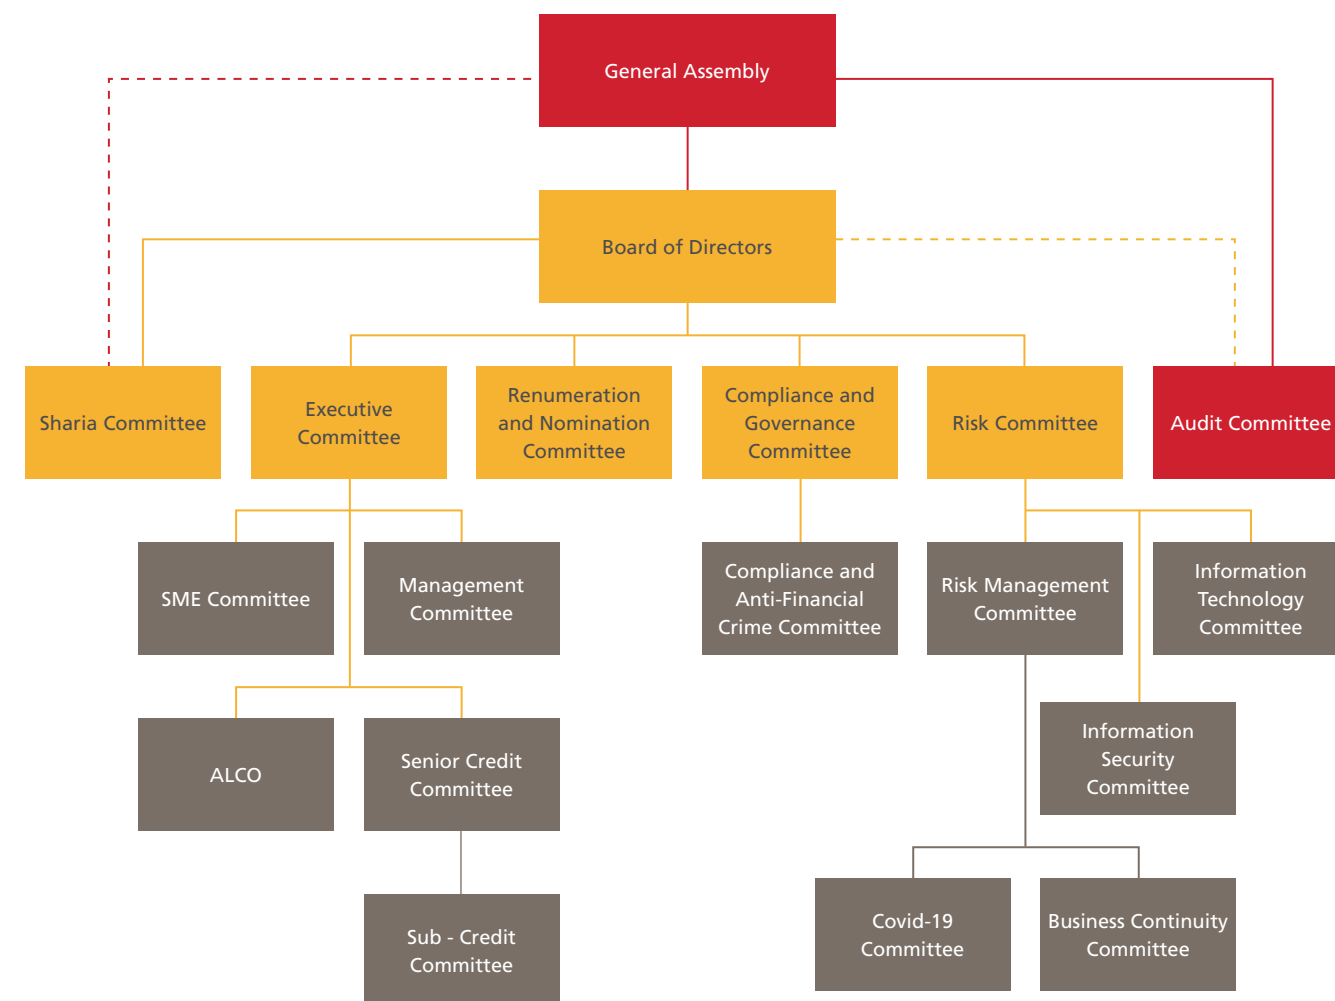 General Assembly
Board of Directors
Sharia Committee
Executive
Committee
Renumeration
and Nomination
Committee
Compliance and
Governance
Committee
Risk Committee
Audit Committee
SME Committee
Management
Committee
Compliance and
Anti-Financial
Crime Committee
Risk Management
Committee
Information
Technology
Committee
ALCO
Senior Credit
Committee
Information
Security
Committee
Sub - Credit
Committee
Covid-19
Committee
Business Continuity
Committee